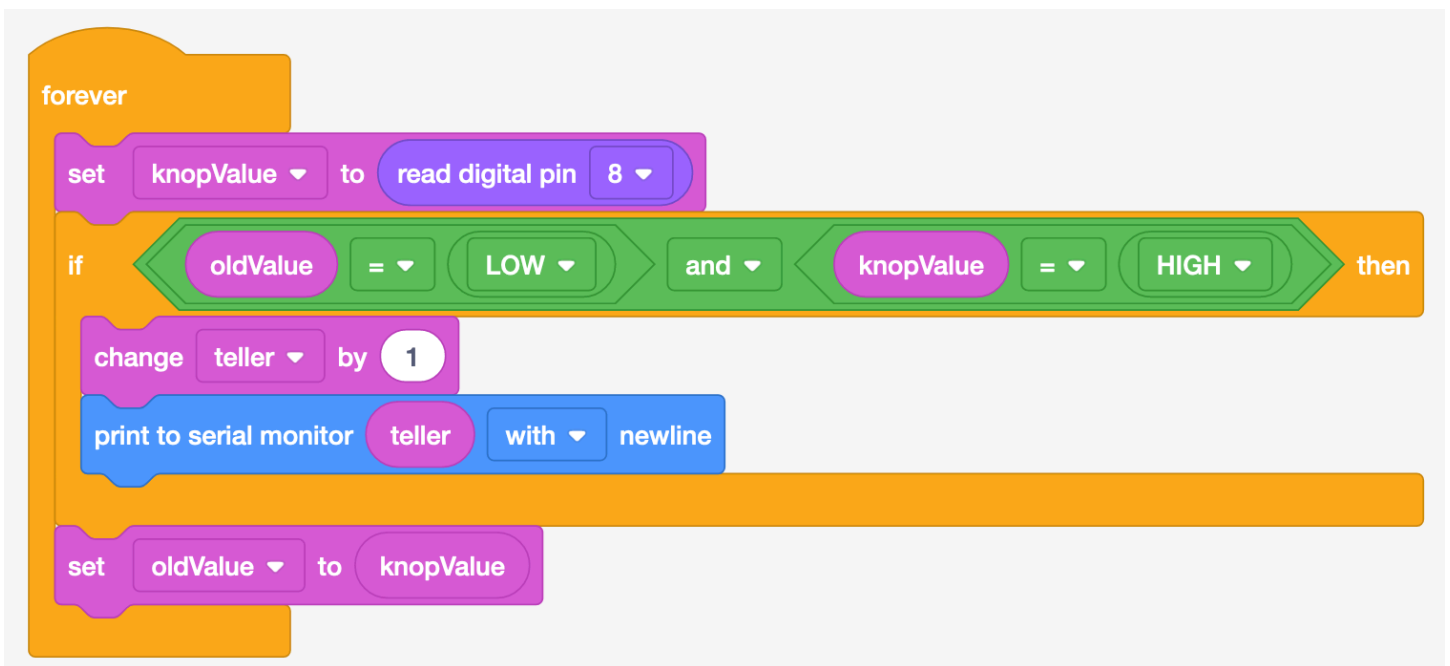 forever
set knopValue to read digital pin 8
if oldValue = LOW and knopValue = HIGH then
change teller by 1
print to serial monitor teller with newline
set oldValue to knopValue